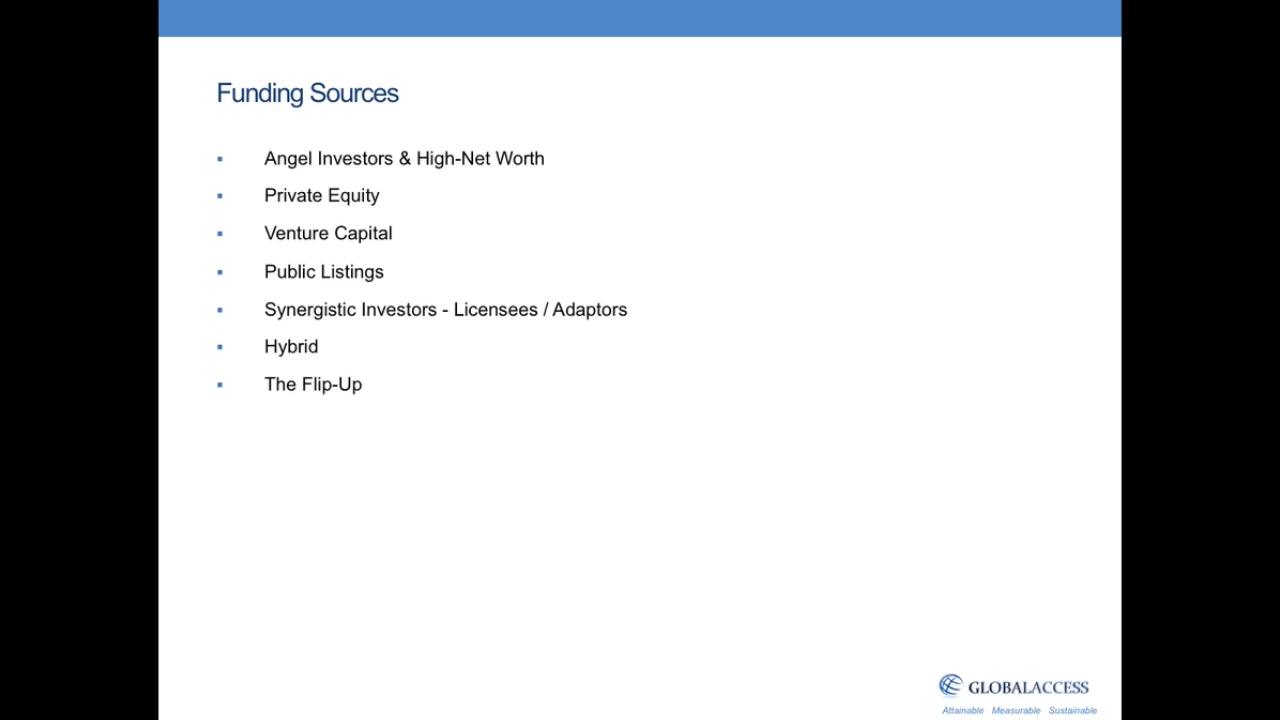 Funding Sources
Angel Investors & High-Net Worth
Private Equity
Venture Capital
Public Listings
Synergistic Investors - Licensees / Adaptors
Hybrid
The Flip-Up
GLOBALACCESS
Attainable Measurable Sustainable